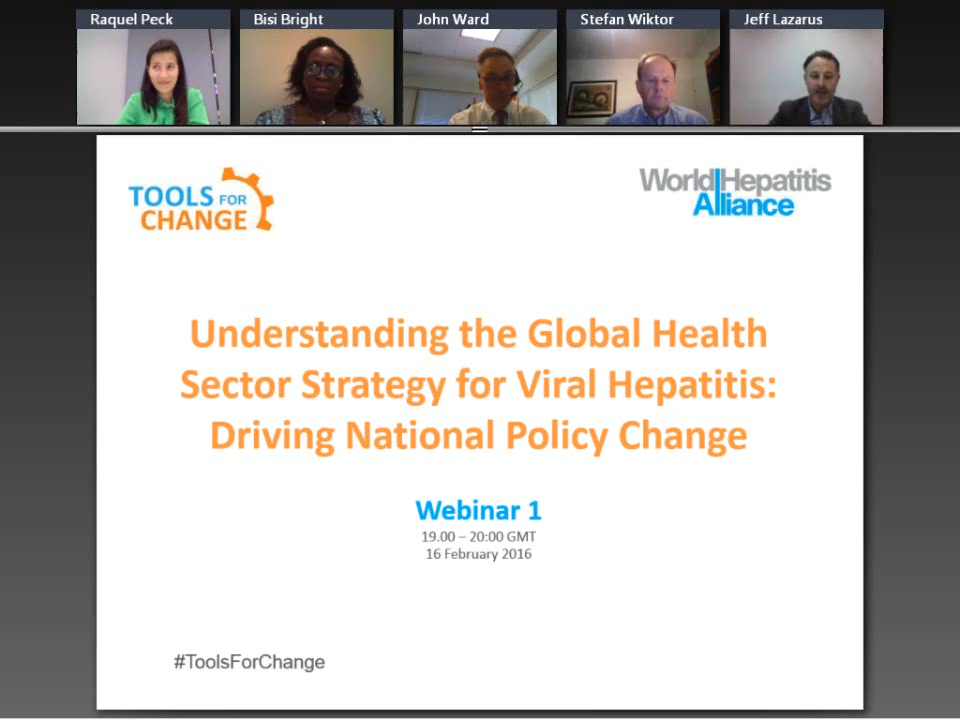 Raquel Peck
Bisi Bright
John Ward
Stefan Wiktor
Jeff Lazarus
TOOLS FOR
CHANGE
WorldHepatitis
Alliance
Understanding the Global Health
Sector Strategy for Viral Hepatitis:
Driving National Policy Change
Webinar 1
19.00 – 20:00 GMT
16 February 2016
#ToolsForChange